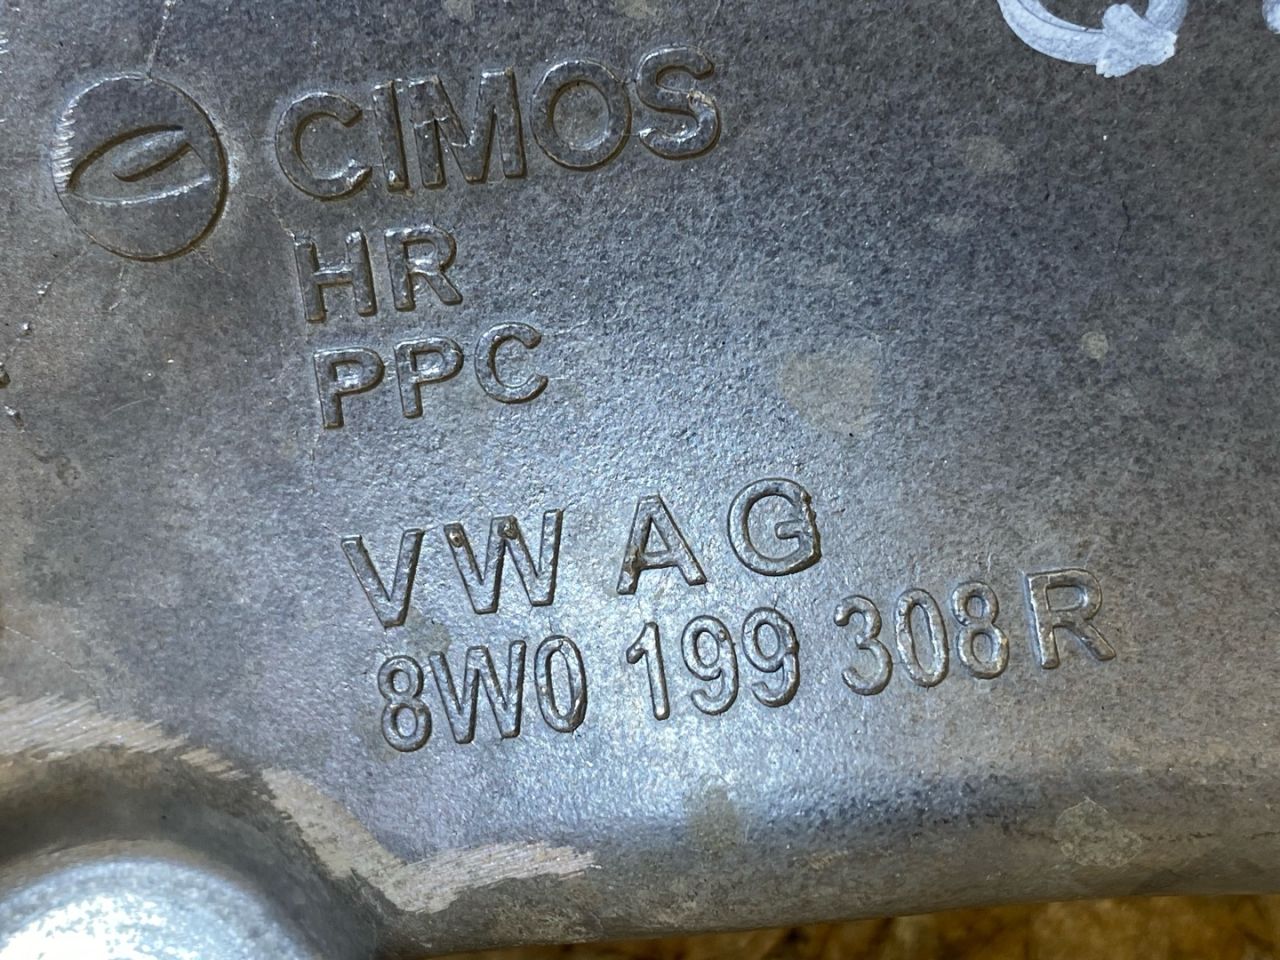 CIMOS
HR
PPC
VW AG
8W0 199 308 R